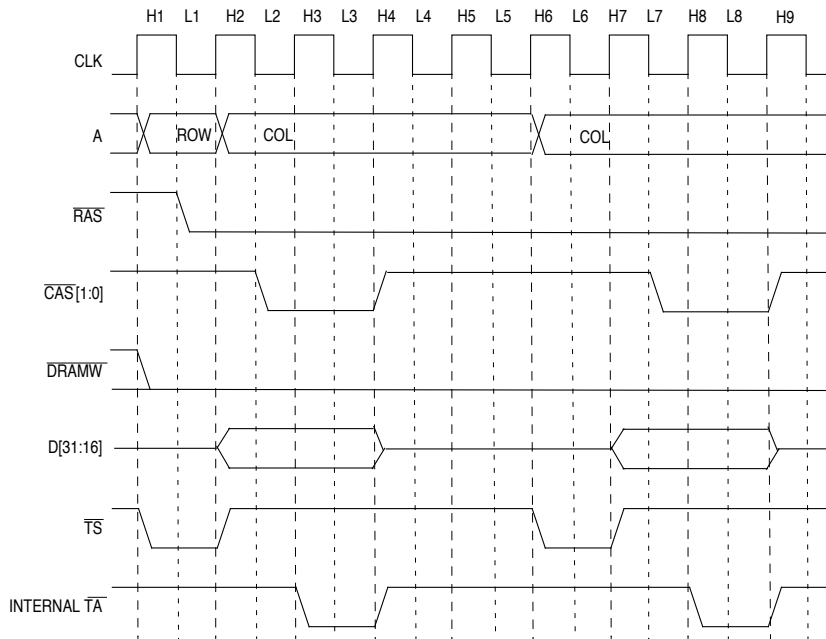 H1 L1 H2 L2 H3 L3 H4 L4 H5 L5 H6 L6 H7 L7 H8 L8 H9
CLK
A ROW COL COL
RAS
CAS[1:0]
DRAMW
D[31:16]
TS
INTERNAL TA